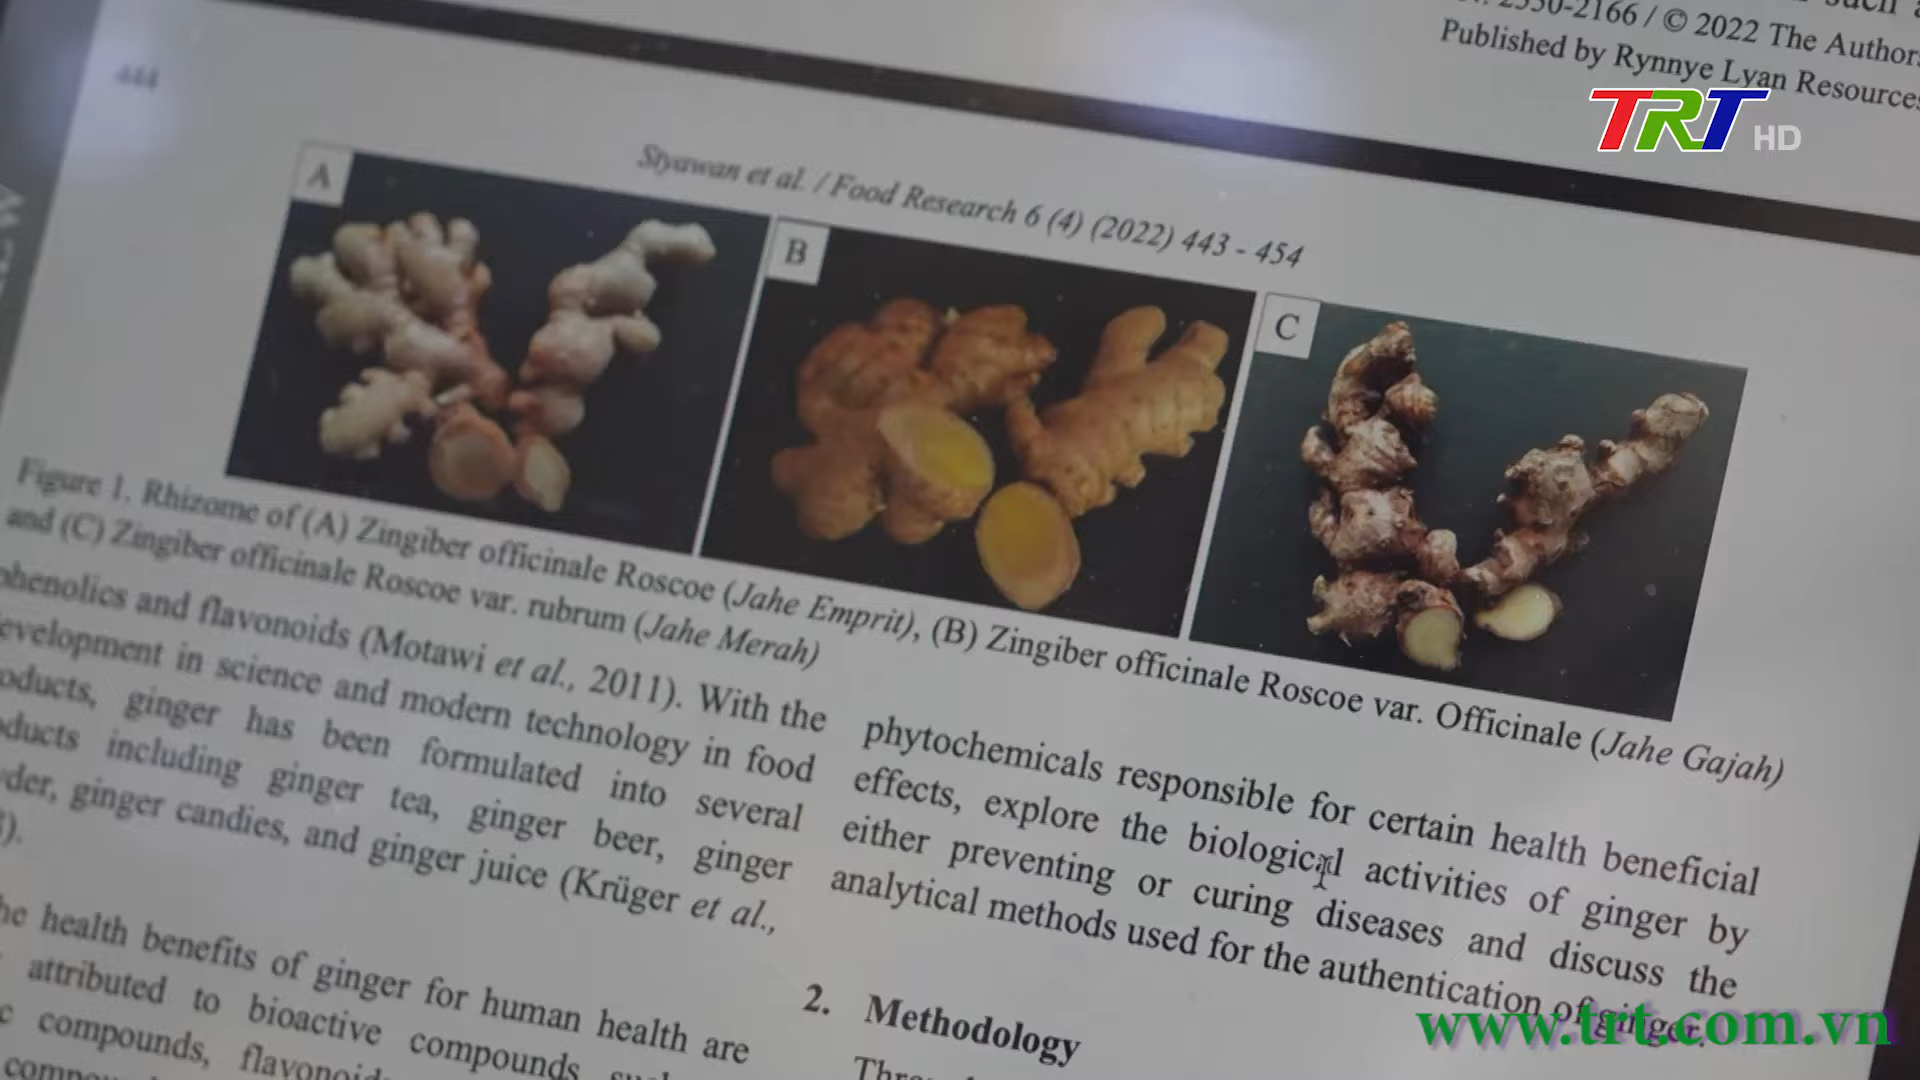 such
2550-2166 / © 2022 The Authors
Published by Rynnye Lyan Resources
TRT HD
444
Styawan et al. / Food Research 6 (4) (2022) 443 - 454
A
B
C
Figure 1. Rhizome of (A) Zingiber officinale Roscoe (Jahe Emprit), (B) Zingiber officinale Roscoe var. Officinale (Jahe Gajah)
and (C) Zingiber officinale Roscoe var. rubrum (Jahe Merah)
phenolics and flavonoids (Motawi et al., 2011). With the
development in science and modern technology in food
products, ginger has been formulated into several
products including ginger tea, ginger beer, ginger
ginger candies, and ginger juice (Krüger et al.,
health benefits of ginger for human health are
attributed to bioactive compounds
compounds,
phytochemicals responsible for certain health beneficial
effects, explore the biological activities of ginger by
either preventing or curing diseases and discuss the
analytical methods used for the authentication of ginger.
2. Methodology
www.trt.com.vn